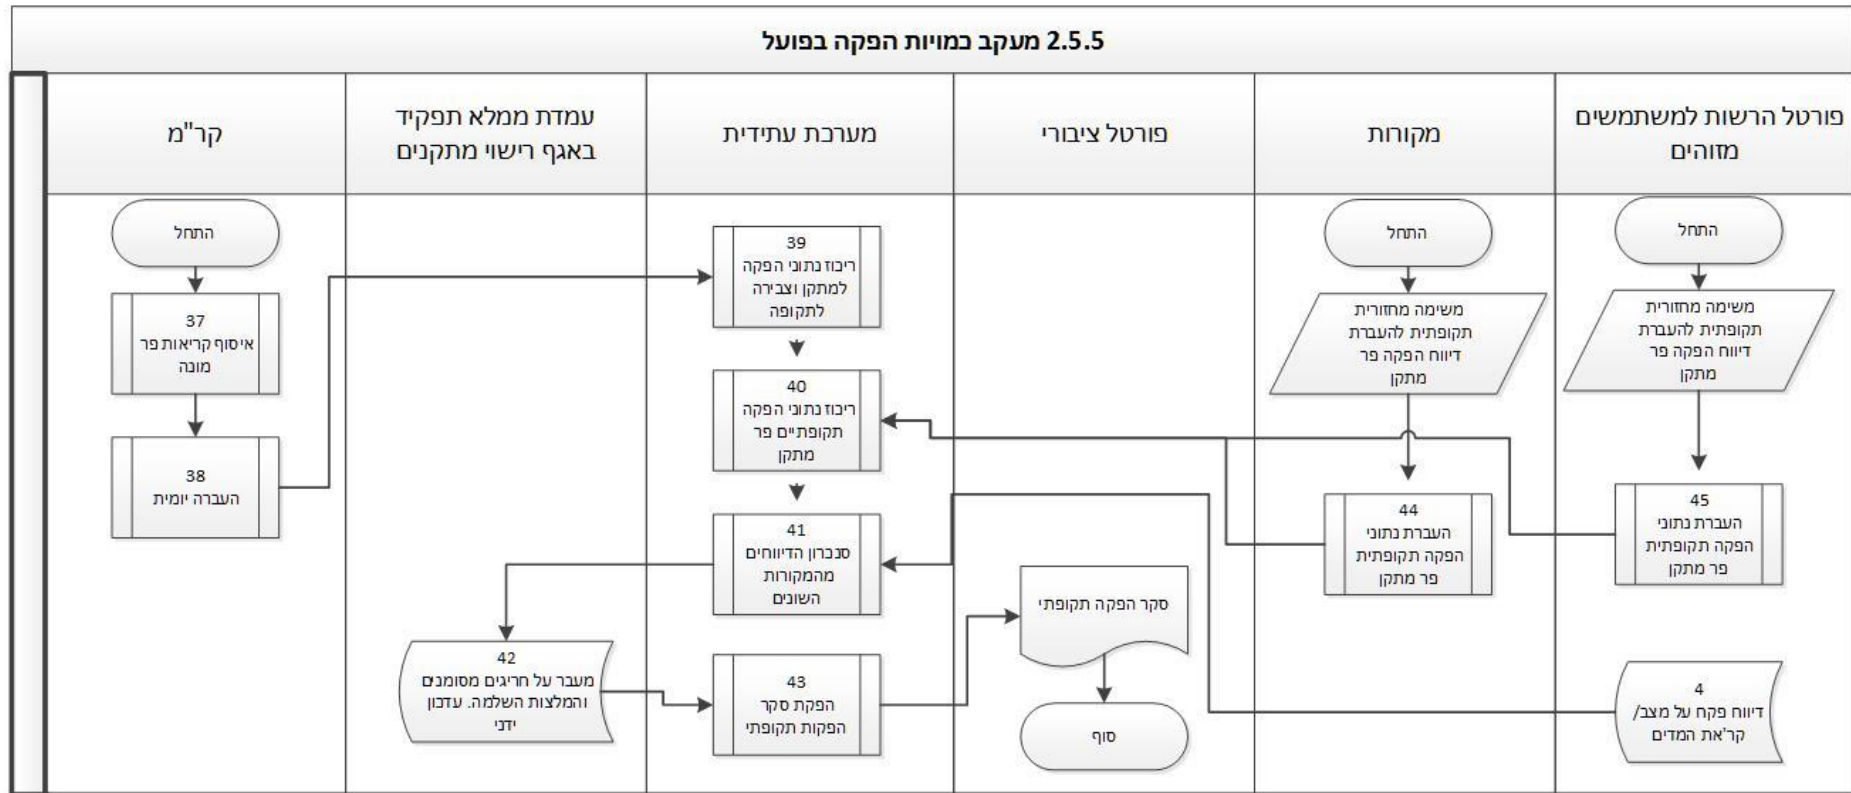 2.5.5 מעקב כמויות הפקה בפועל
פורטל הרשות למשתמשים
מזוהים
מקורות
פורטל ציבורי
מערכת עתידית
עמדת ממלא תפקיד
באגף רישוי מתקנים
קר"מ
התחל
משימה מחזורית
תקופתית להעברת
דיווח הפקה פר
מתקן
45
העברת נתוני
הפקה תקופתית
פר מתקן
4
דיווח פקח על מצב/
קר'את המדים
התחל
משימה מחזורית
תקופתית להעברת
דיווח הפקה פר
מתקן
44
העברת נתוני
הפקה תקופתית
פר מתקן
סקר הפקה תקופתי
סוף
39
ריכוז נתוני הפקה
למתקן וצבירה
לתקופה
40
ריכוז נתוני הפקה
תקופתיים פר
מתקן
41
סנכרון הדיווחים
מהמקורות
השונים
43
הפקת סקר
הפקות תקופתי
42
מעבר על חריגים מסומנים
והמלצות השלמה. עדכון
ידני
התחל
37
איסוף קריאות פר
מונה
38
העברה יומית